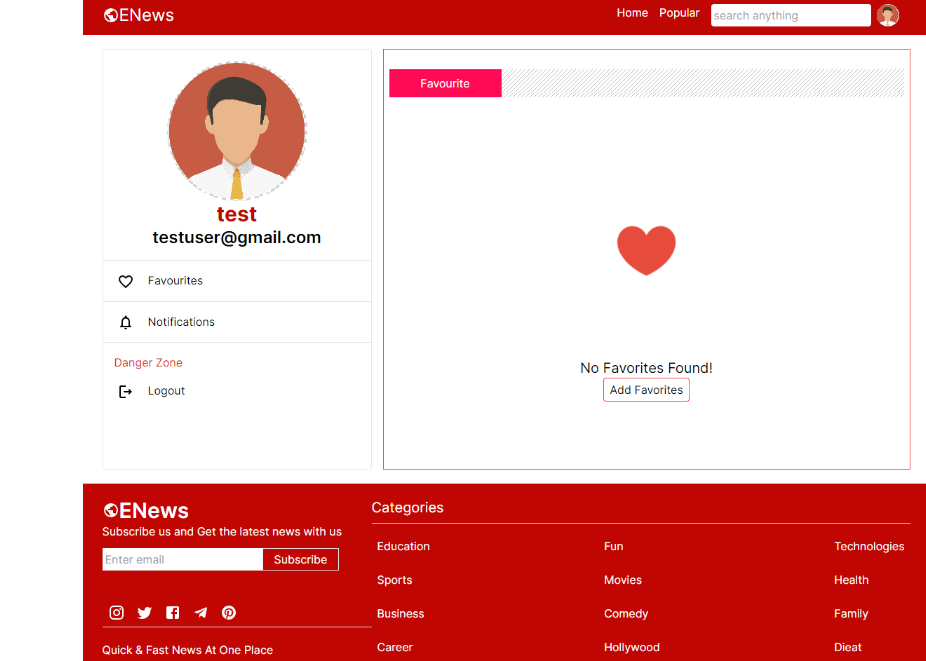 ENews
Home Popular search anything
Favourite
test
testuser@gmail.com
Favourites
Notifications
Danger Zone
Logout
No Favorites Found!
Add Favorites
ENews
Subscribe us and Get the latest news with us
Enter email Subscribe
Quick & Fast News At One Place
Categories
Education Fun Technologies
Sports Movies Health
Business Comedy Family
Career Hollywood Dieat